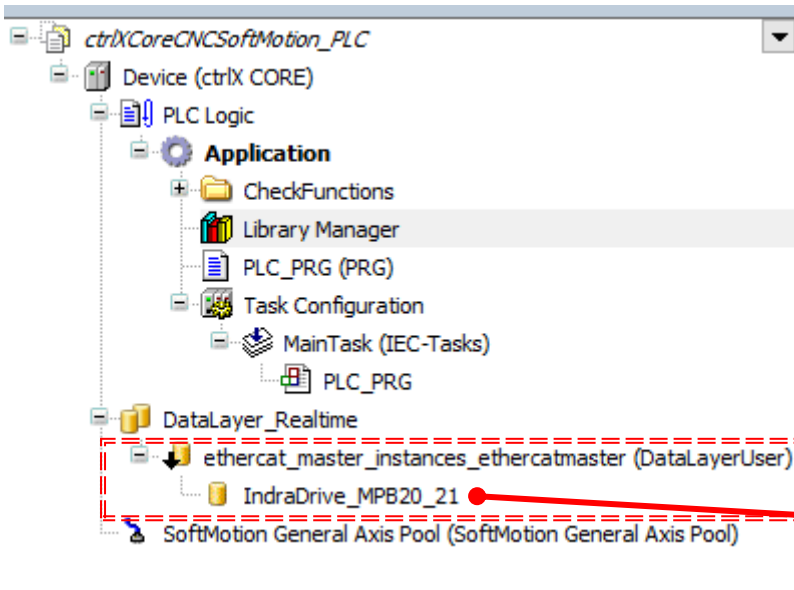 ctrlXCoreCNCSoftMotion_PLC
Device (ctrlX CORE)
PLC Logic
Application
CheckFunctions
Library Manager
PLC_PRG (PRG)
Task Configuration
MainTask (IEC-Tasks)
PLC_PRG
DataLayer_Realtime
ethercat_master_instances_ethercatmaster (DataLayerUser)
IndraDrive_MPB20_21
SoftMotion General Axis Pool (SoftMotion General Axis Pool)